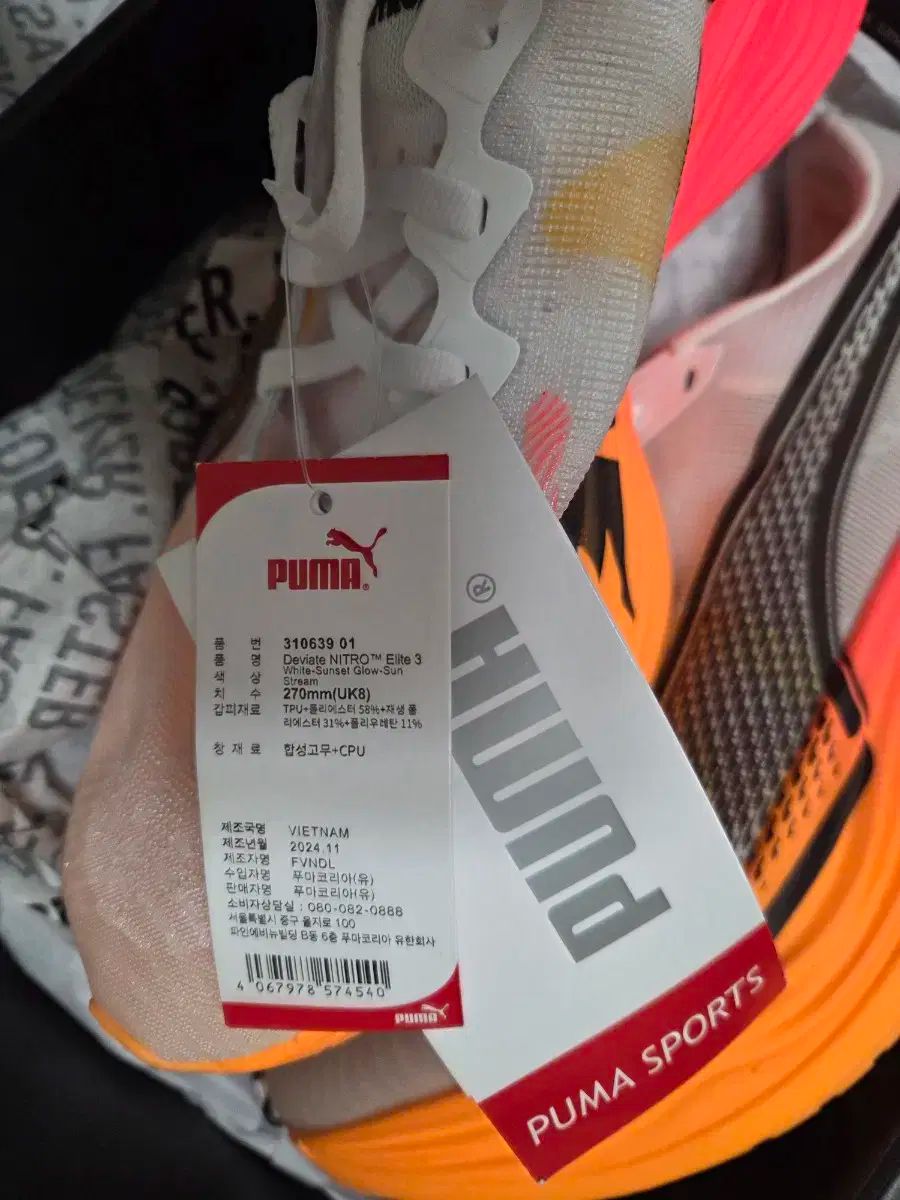 PUMA®
품 번 310639 01
품 명 Deviate NITRO™ Elite 3
색 상 White-Sunset Glow-Sun
Stream
치 수 270mm(UK8)
갑피재료 TPU+폴리에스터 58%+재생 폴
리에스터 31%+폴리우레탄 11%
창 재 료 합성고무+CPU
제조국명 VIETNAM
제조년월 2024.11
제조자명 FVNDL
수입자명 푸마코리아(유)
판매자명 푸마코리아(유)
소비자상담실 : 080-082-0888
서울특별시 중구 을지로 100
파인에비뉴빌딩 B동 6층 푸마코리아 유한회사
4 067978 574540
PUMA
PUMA®
PUMA SPORTS
ER.
FASTER
FASTER